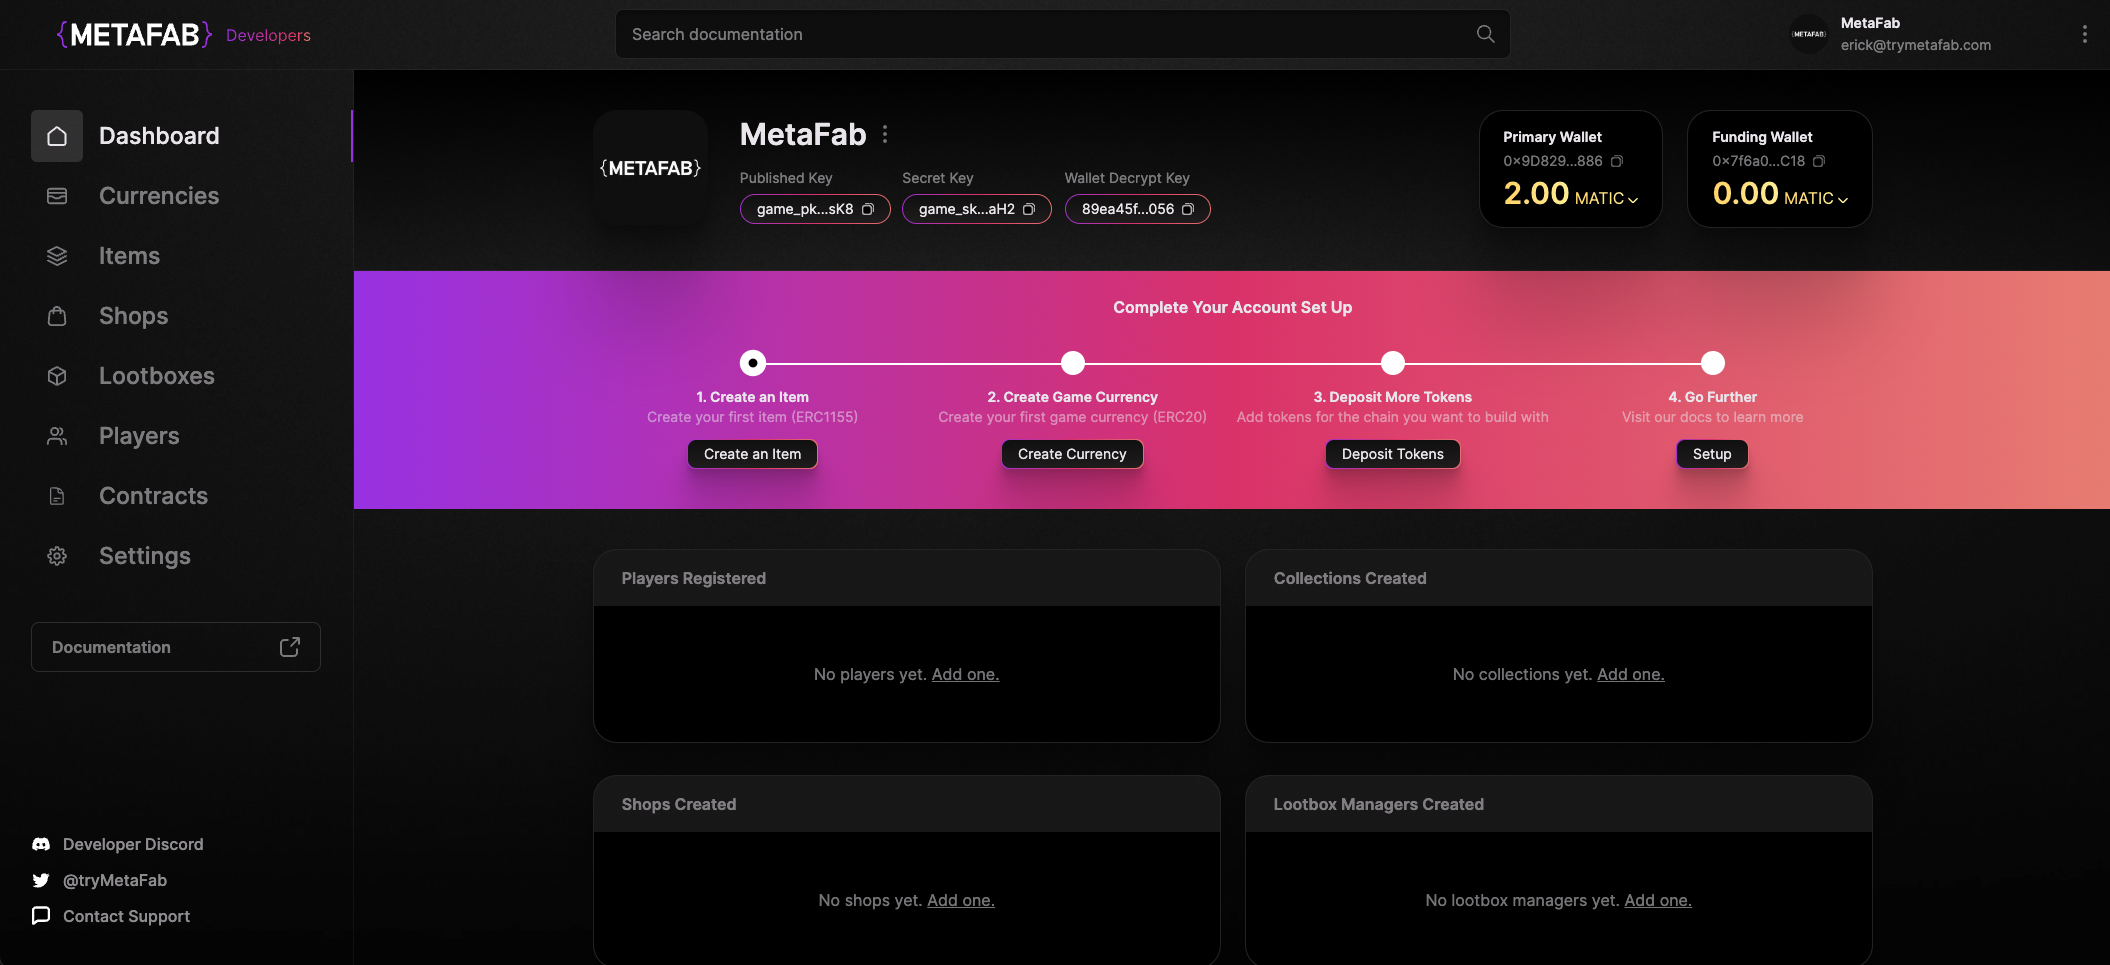 {METAFAB} Developers
Search documentation
{METAFAB}
MetaFab
erick@trymetafab.com
Dashboard
Currencies
Items
Shops
Lootboxes
Players
Contracts
Settings
Documentation
Developer Discord
@tryMetaFab
Contact Support
{METAFAB}
MetaFab
Published Key
game_pk...sK8
Secret Key
game_sk...aH2
Wallet Decrypt Key
89ea45f...056
Primary Wallet
0x9D829...886
2.00 MATIC
Funding Wallet
0x7f6a0...C18
0.00 MATIC
Complete Your Account Set Up
1. Create an Item
Create your first item (ERC1155)
Create an Item
2. Create Game Currency
Create your first game currency (ERC20)
Create Currency
3. Deposit More Tokens
Add tokens for the chain you want to build with
Deposit Tokens
4. Go Further
Visit our docs to learn more
Setup
Players Registered
No players yet. Add one.
Collections Created
No collections yet. Add one.
Shops Created
No shops yet. Add one.
Lootbox Managers Created
No lootbox managers yet. Add one.